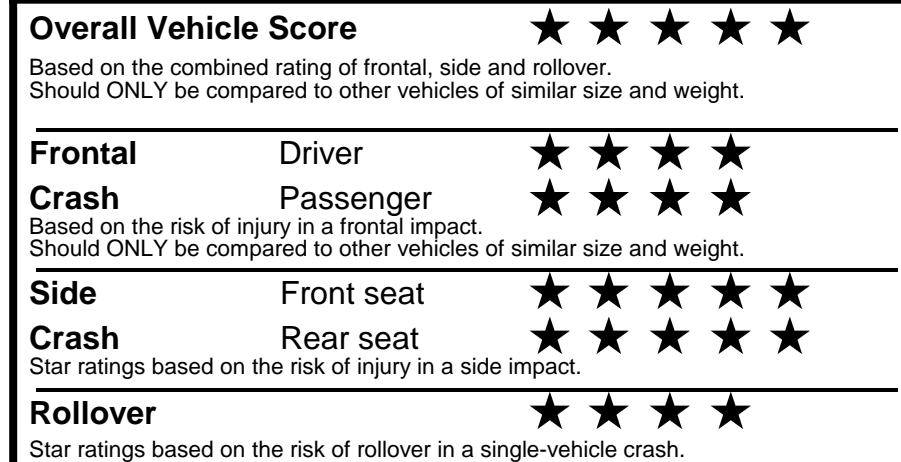 Overall Vehicle Score ★ ★ ★ ★ ★
Based on the combined rating of frontal, side and rollover.
Should ONLY be compared to other vehicles of similar size and weight.
Frontal Driver ★ ★ ★ ★
Crash Passenger ★ ★ ★ ★
Based on the risk of injury in a frontal impact.
Should ONLY be compared to other vehicles of similar size and weight.
Side Front seat ★ ★ ★ ★ ★
Crash Rear seat ★ ★ ★ ★ ★
Star ratings based on the risk of injury in a side impact.
Rollover ★ ★ ★ ★
Star ratings based on the risk of rollover in a single-vehicle crash.